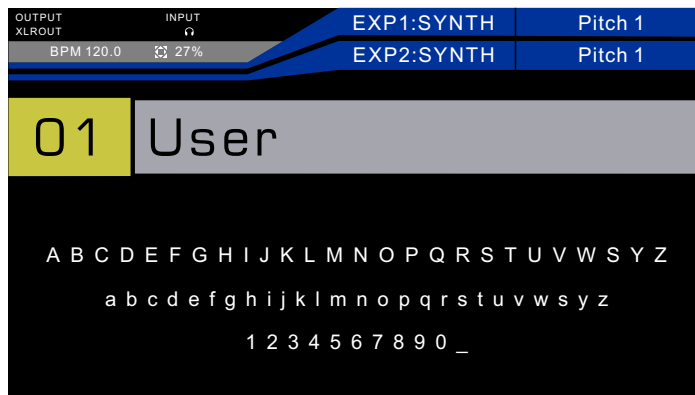 OUTPUT INPUT EXP1:SYNTH Pitch 1
XLROUT
BPM 120.0 27% EXP2:SYNTH Pitch 1
01 User
A B C D E F G H I J K L M N O P Q R S T U V W S Y Z
a b c d e f g h i j k l m n o p q r s t u v w s y z
1 2 3 4 5 6 7 8 9 0 _